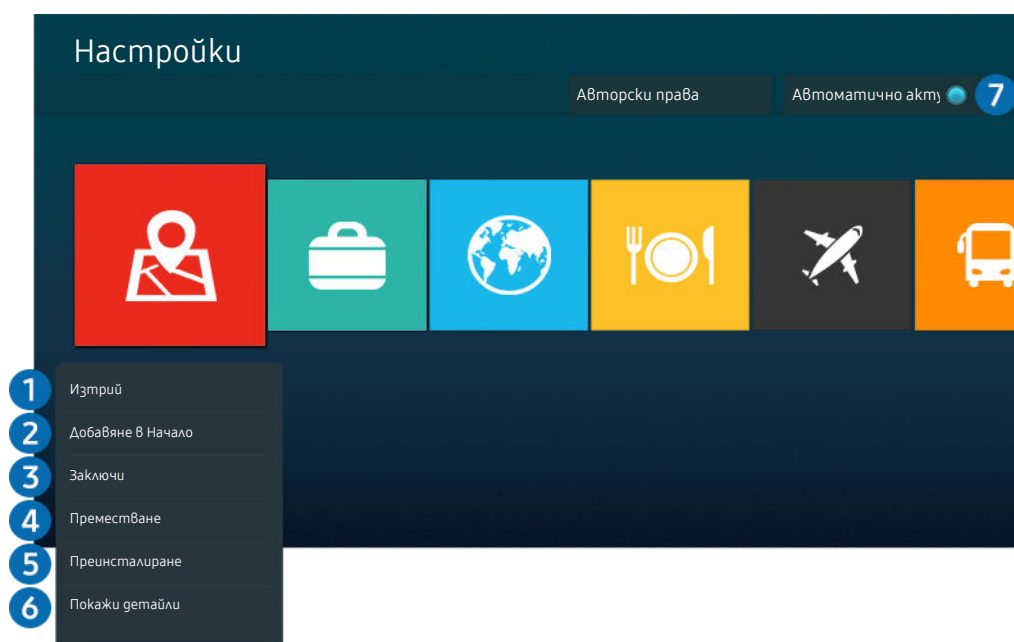 Настройки
Авторски права
Автоматично акту
7
1 Изтрий
2 Добавяне в Начало
3 Заключи
4 Преместване
5 Преинсталиране
6 Покажи детайли